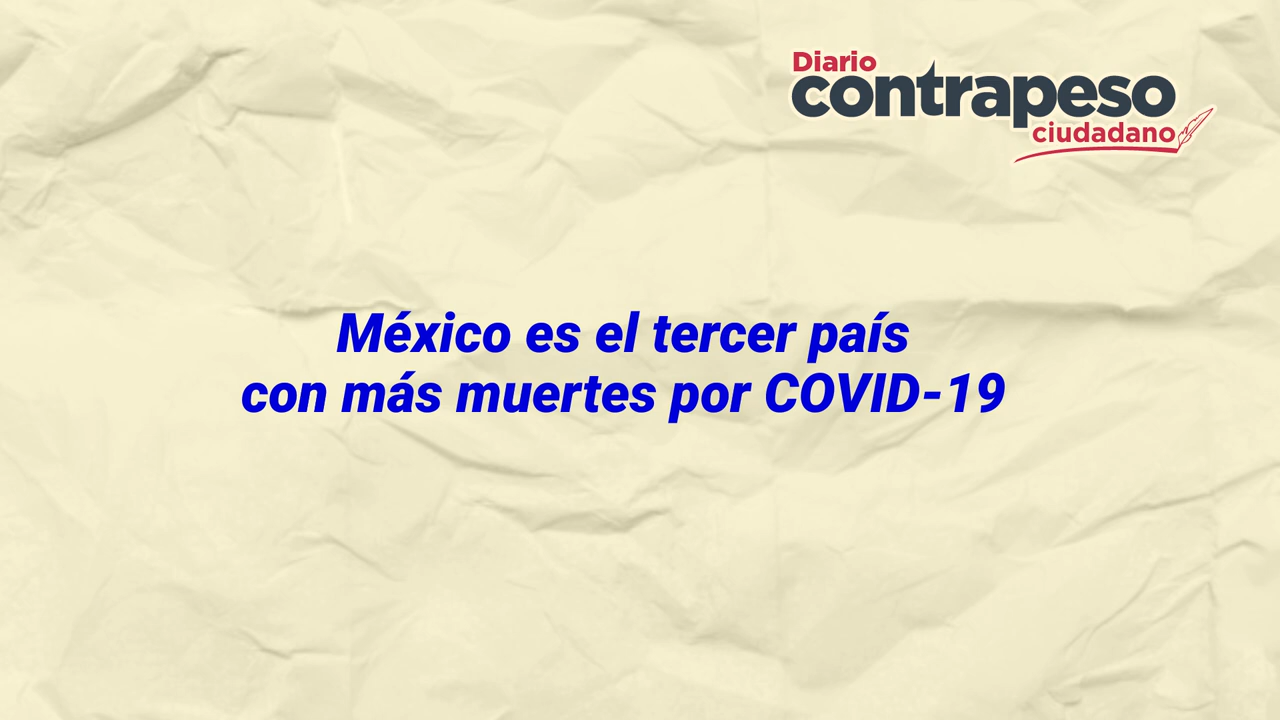 Diario
contrapeso
ciudadano
México es el tercer país
con más muertes por COVID-19